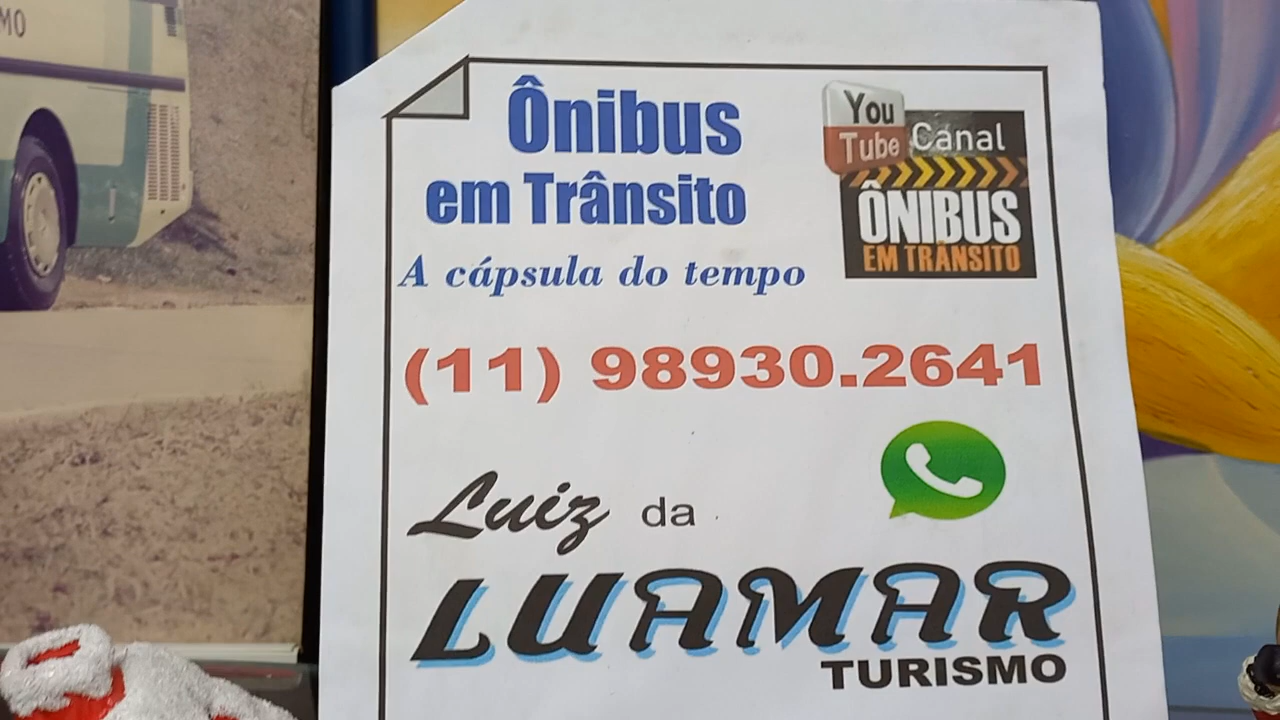 MO
Ônibus
em Trânsito
A cápsula do tempo
You
Tube
Canal
ÔNIBUS
EM TRÂNSITO
(11) 98930.2641
Luiz da
LUAMAR
TURISMO